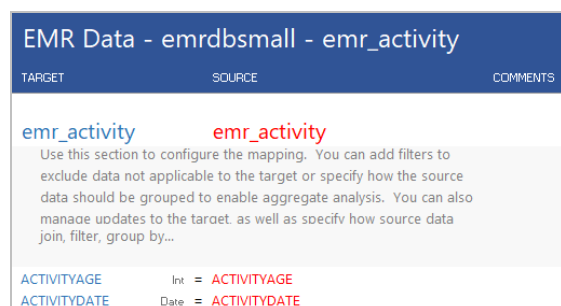 EMR Data - emrdbsmall - emr_activity
TARGET SOURCE COMMENTS
emr_activity emr_activity
Use this section to configure the mapping. You can add filters to
exclude data not applicable to the target or specify how the source
data should be grouped to enable aggregate analysis. You can also
manage updates to the target, as well as specify how source data
join, filter, group by...
ACTIVITYAGE Int = ACTIVITYAGE
ACTIVITYDATE Date = ACTIVITYDATE